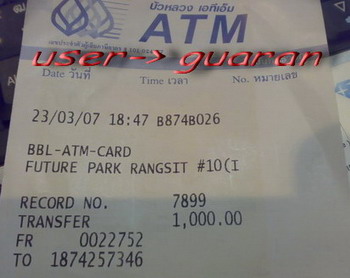 บัวหลวง เอทีเอ็ม
ATM
user-> guaran
Date วันที่ Time เวลา No. หมายเลข
23/03/07 18:47 B874B026
BBL-ATM-CARD
FUTURE PARK RANGSIT #10(I
RECORD NO. 7899
TRANSFER 1,000.00
FR 0022752
TO 1874257346